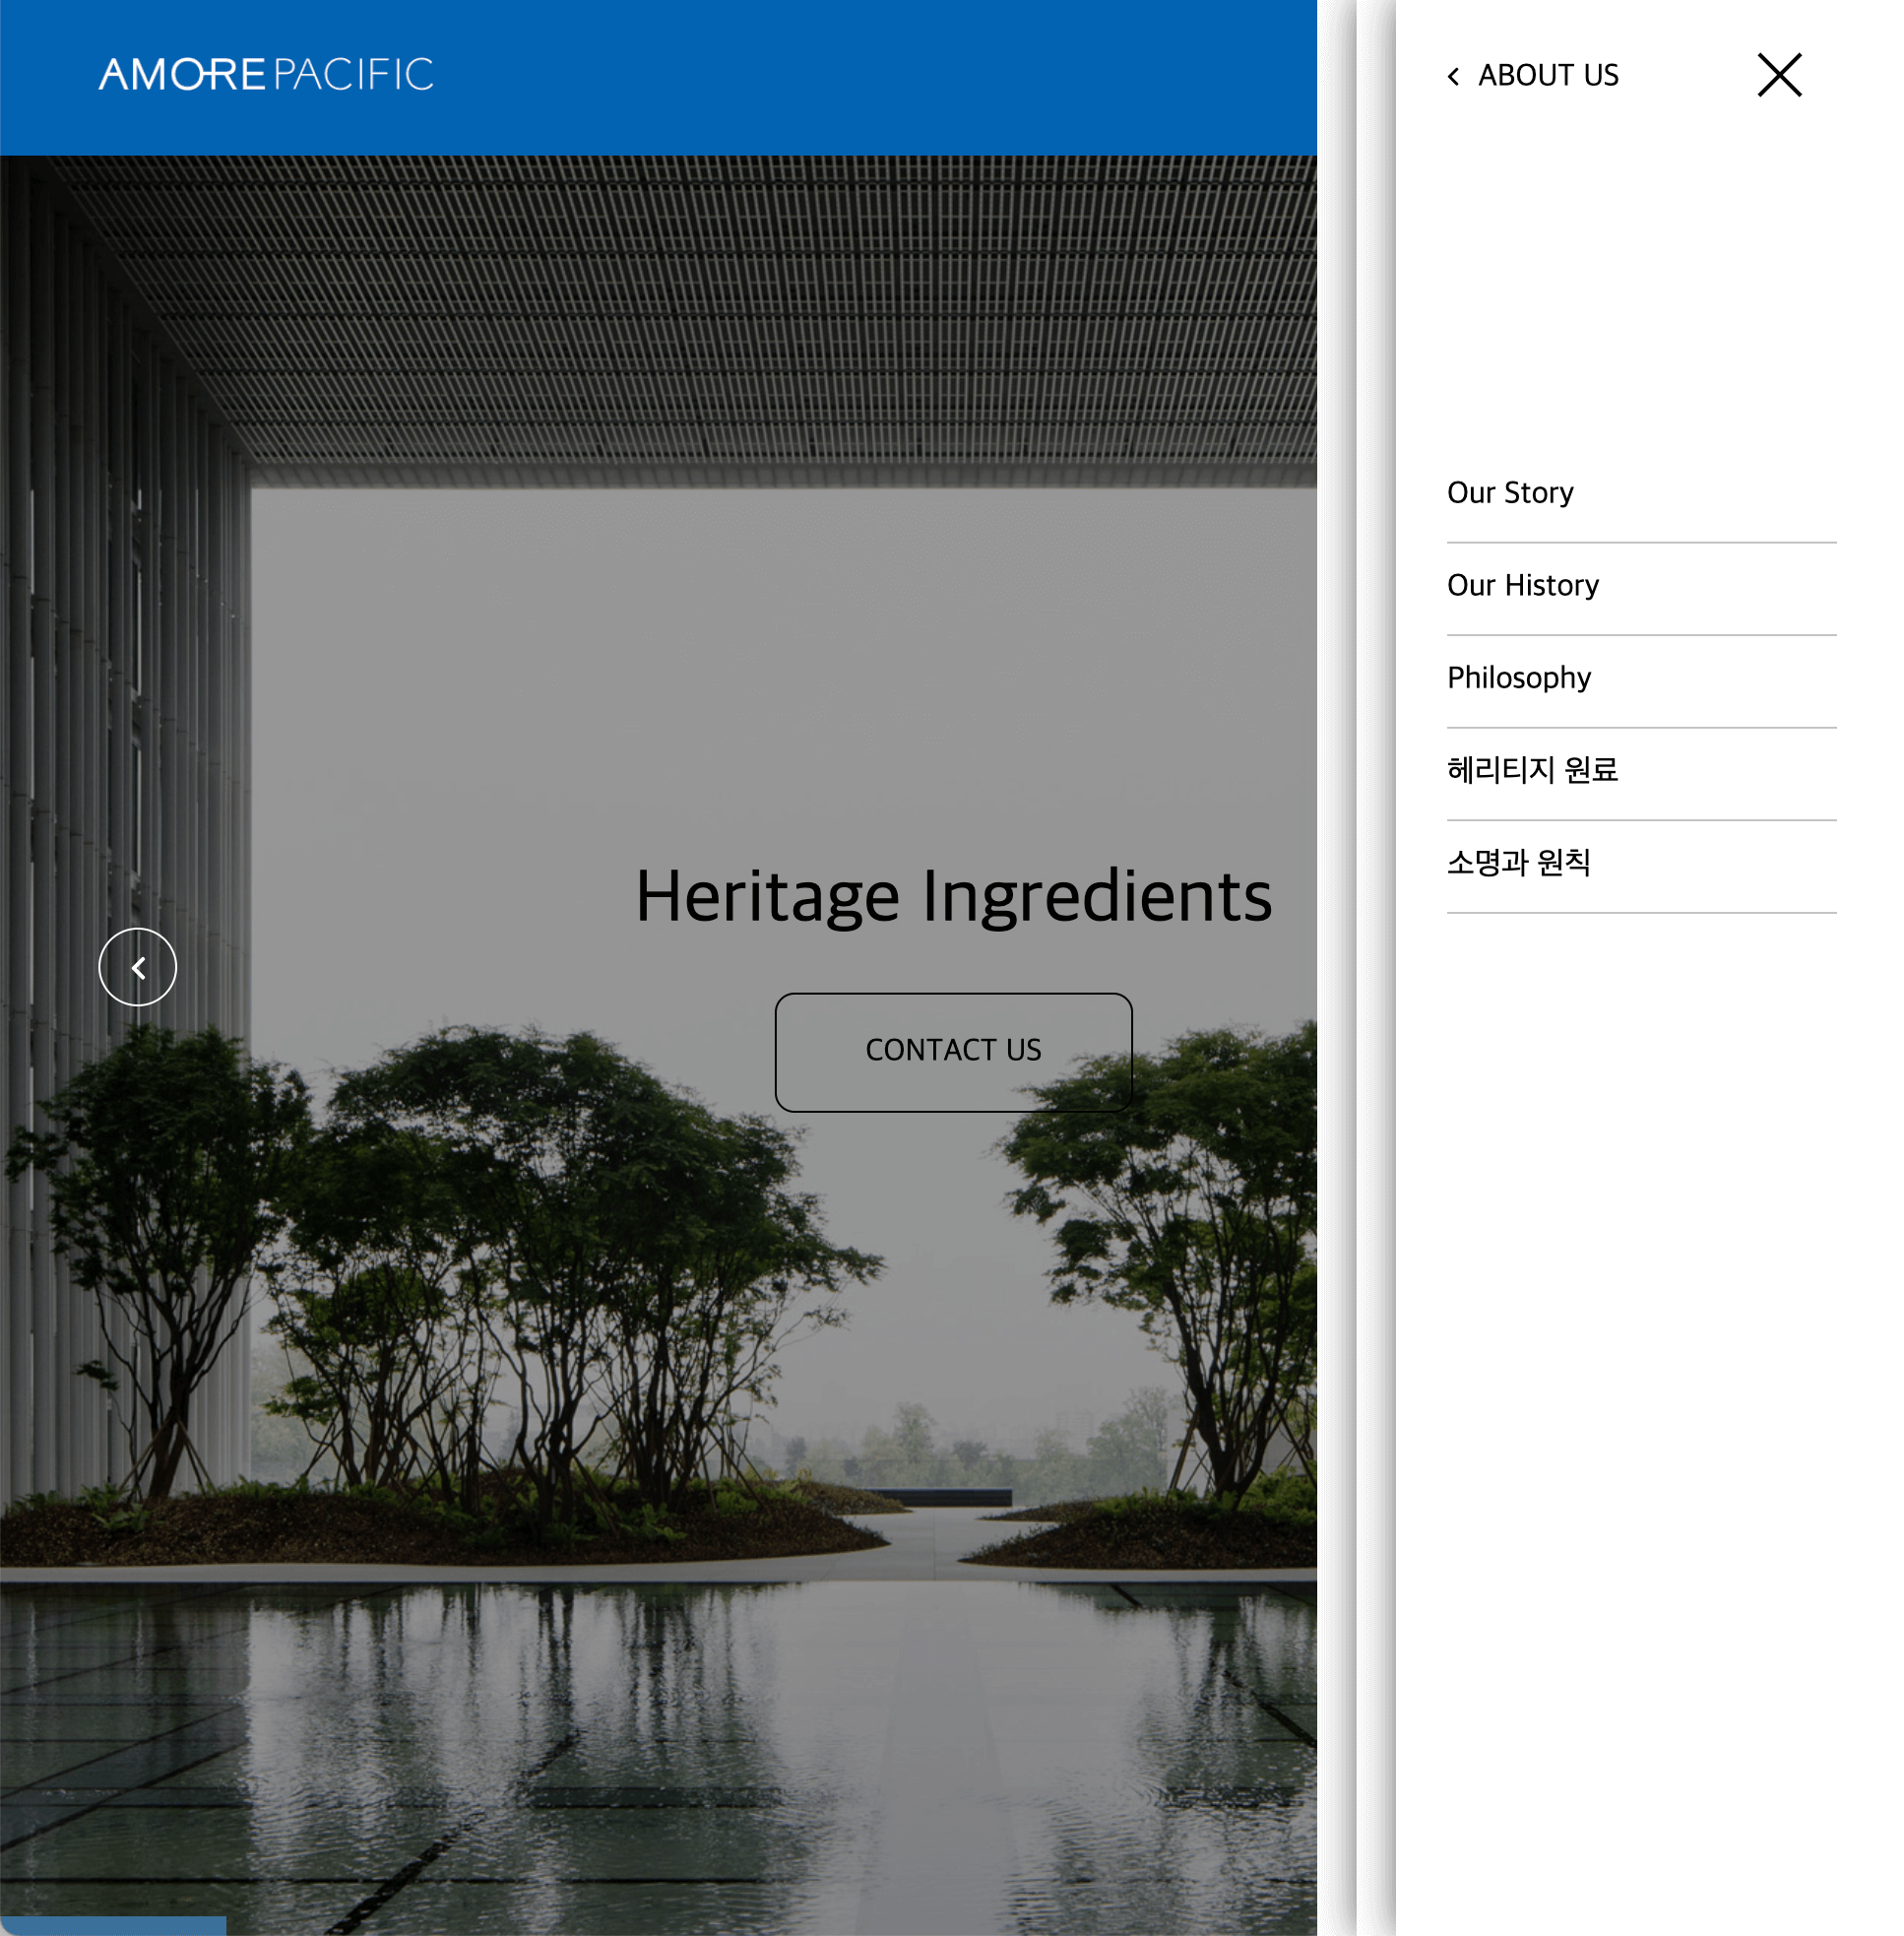 AMOREPACIFIC
ABOUT US
Our Story
Our History
Philosophy
헤리티지 원료
소명과 원칙
Heritage Ingredients
CONTACT US